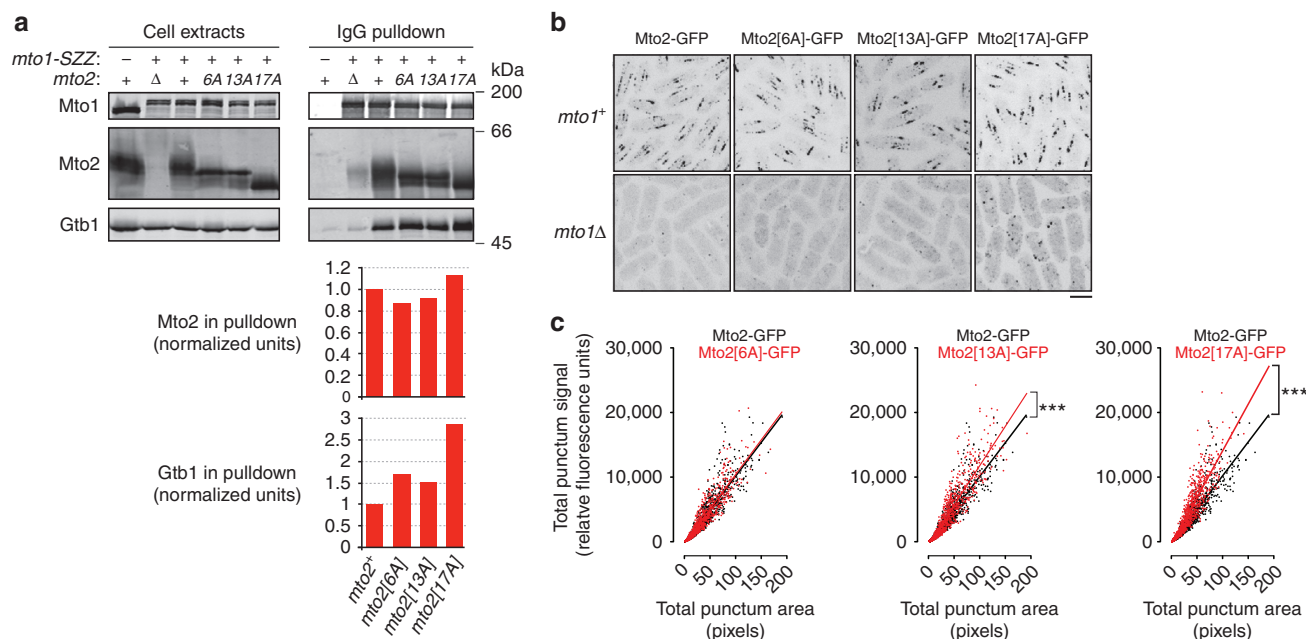 a
Cell extracts
IgG pulldown
mto1-SZZ: − + + + + + − + + + + +
mto2: + Δ + 6A 13A 17A + Δ + 6A 13A 17A
kDa
Mto1
200
66
Mto2
Gtb1
45
1.2
1.0
0.8
0.6
0.4
0.2
0
Mto2 in pulldown
(normalized units)
3
2.5
2
1.5
1
0.5
0
Gtb1 in pulldown
(normalized units)
mto2+
mto2[6A]
mto2[13A]
mto2[17A]
b
Mto2-GFP Mto2[6A]-GFP Mto2[13A]-GFP Mto2[17A]-GFP
mto1+
mto1Δ
c
Total punctum signal
(relatve fluorescence units)
Mto2-GFP
Mto2[6A]-GFP
30,000
20,000
10,000
0
0 50 100 150 200
Total punctum area
(pixels)
Mto2-GFP
Mto2[13A]-GFP
30,000
20,000
10,000
0
***
0 50 100 150 200
Total punctum area
(pixels)
Mto2-GFP
Mto2[17A]-GFP
30,000
20,000
10,000
0
***
0 50 100 150 200
Total punctum area
(pixels)